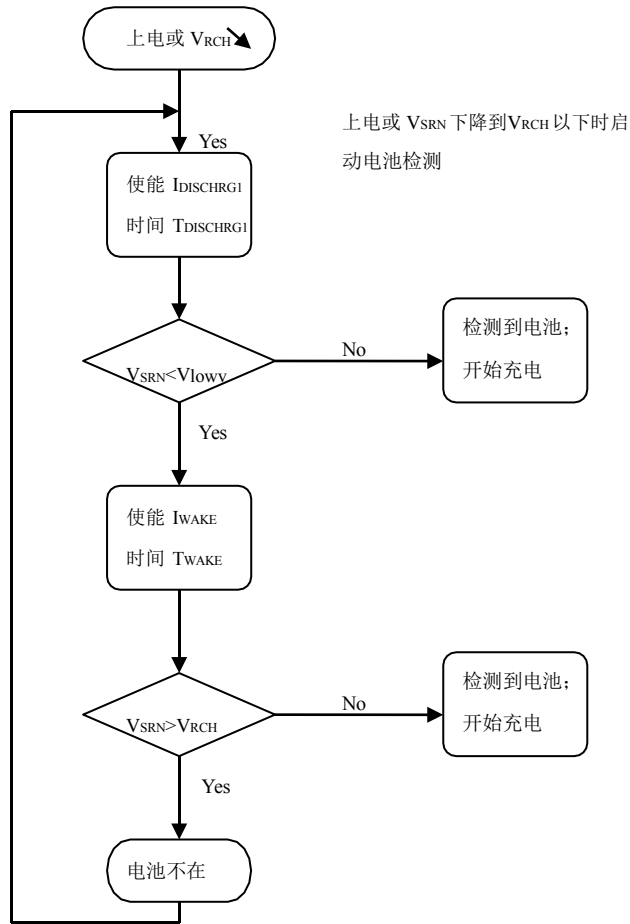 上电或 VRCH
上电或 VSRN 下降到VRCH 以下时启
动电池检测
Yes
使能 IDISCHRG1
时间 TDISCHRG1
VSRN<Vlowv
No
检测到电池;
开始充电
Yes
使能 IWAKE
时间 TWAKE
VSRN>VRCH
No
检测到电池;
开始充电
Yes
电池不在